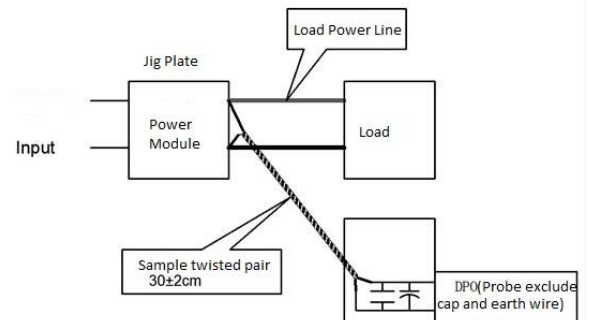 Load Power Line
Jig Plate
Power
Module
Load
Input
Sample twisted pair
30±2cm
DPO(Probe exclude
cap and earth wire)